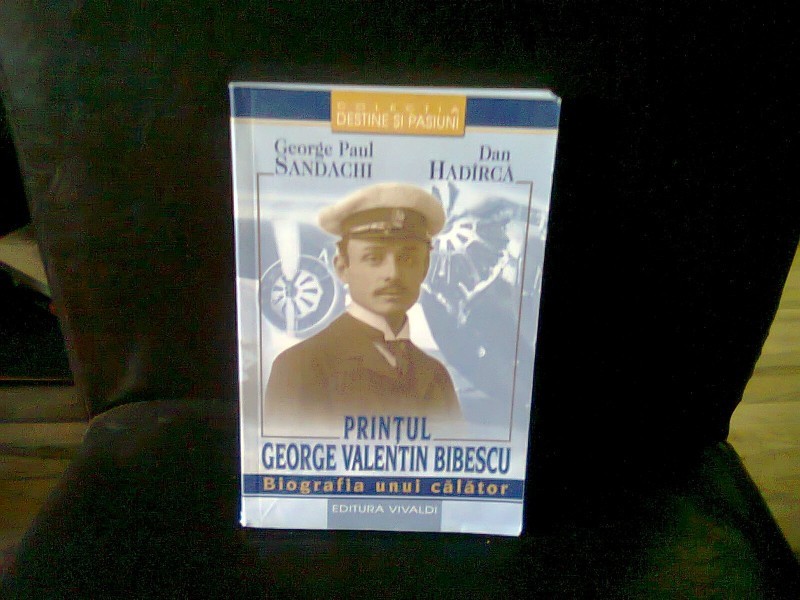 COLECȚIA
DESTINE ȘI PASIUNI
George Paul
SANDACHI
Dan
HADÎRCĂ
PRINȚUL
GEORGE VALENTIN BIBESCU
Biografia unui călător
EDITURA VIVALDI